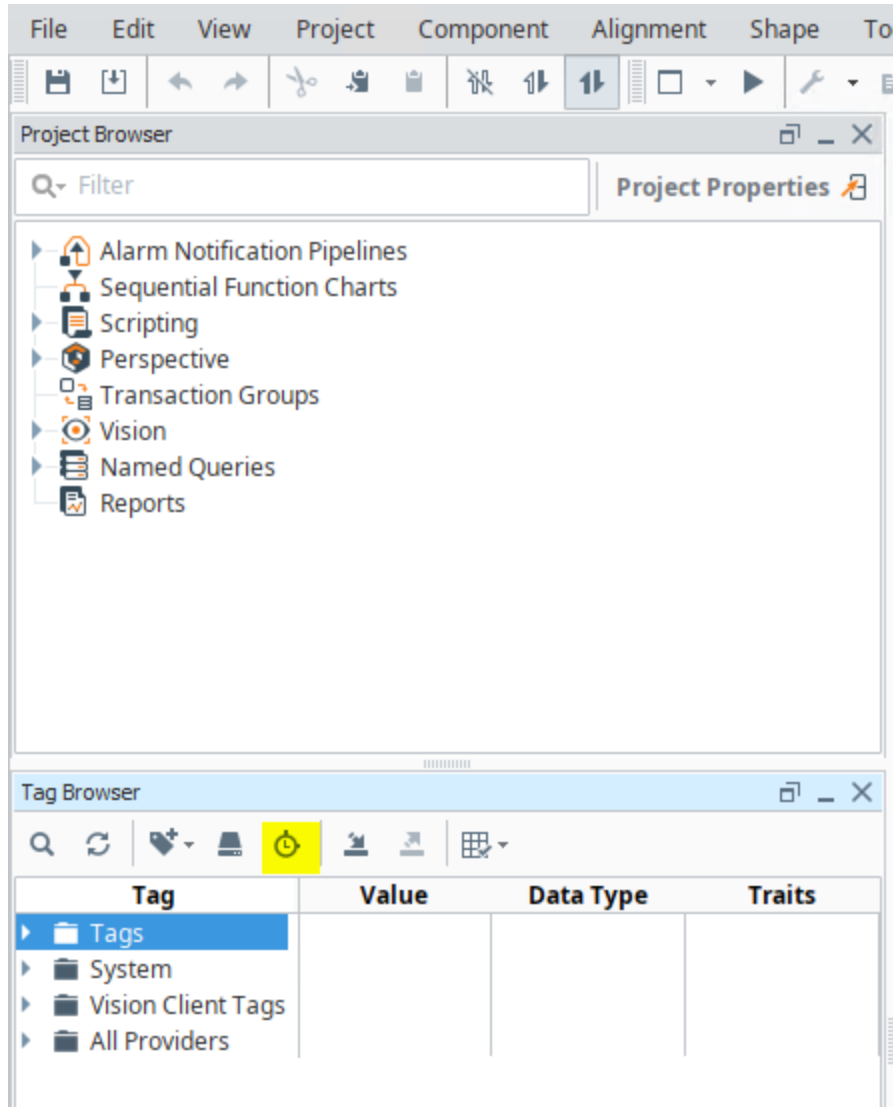 File Edit View Project Component Alignment Shape To
Project Browser
Filter Project Properties
Alarm Notification Pipelines
Sequential Function Charts
Scripting
Perspective
Transaction Groups
Vision
Named Queries
Reports
Tag Browser
Tag Value Data Type Traits
Tags
System
Vision Client Tags
All Providers